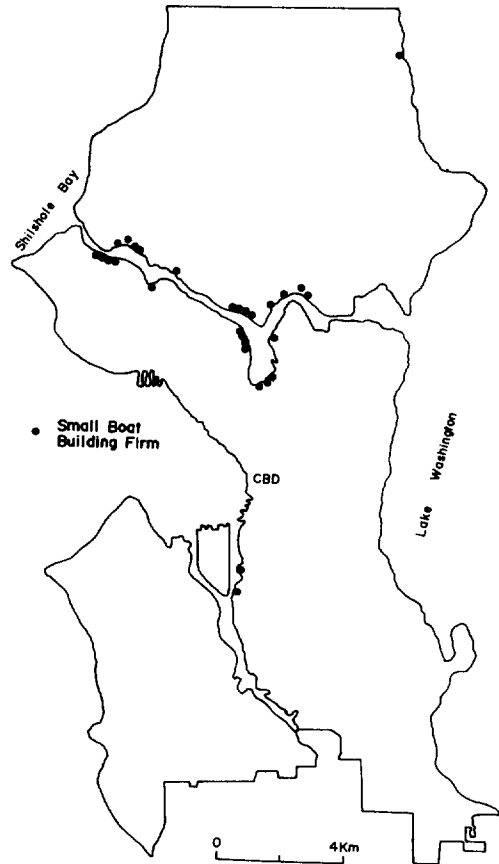 Shilshole Bay
Small Boat
Building Firm
CBD
Lake Washington
0 4Km